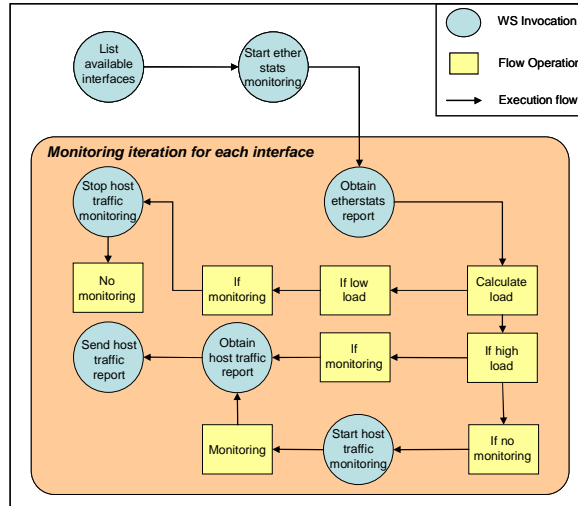 List
available
interfaces
Start ether
stats
monitoring
WS Invocation
Flow Operation
Execution flow
Monitoring iteration for each interface
Stop host
traffic
monitoring
Obtain
etherstats
report
No
monitoring
If
monitoring
If low
load
Calculate
load
Send host
traffic
report
Obtain
host traffic
report
If
monitoring
If high
load
Monitoring
Start host
traffic
monitoring
If no
monitoring